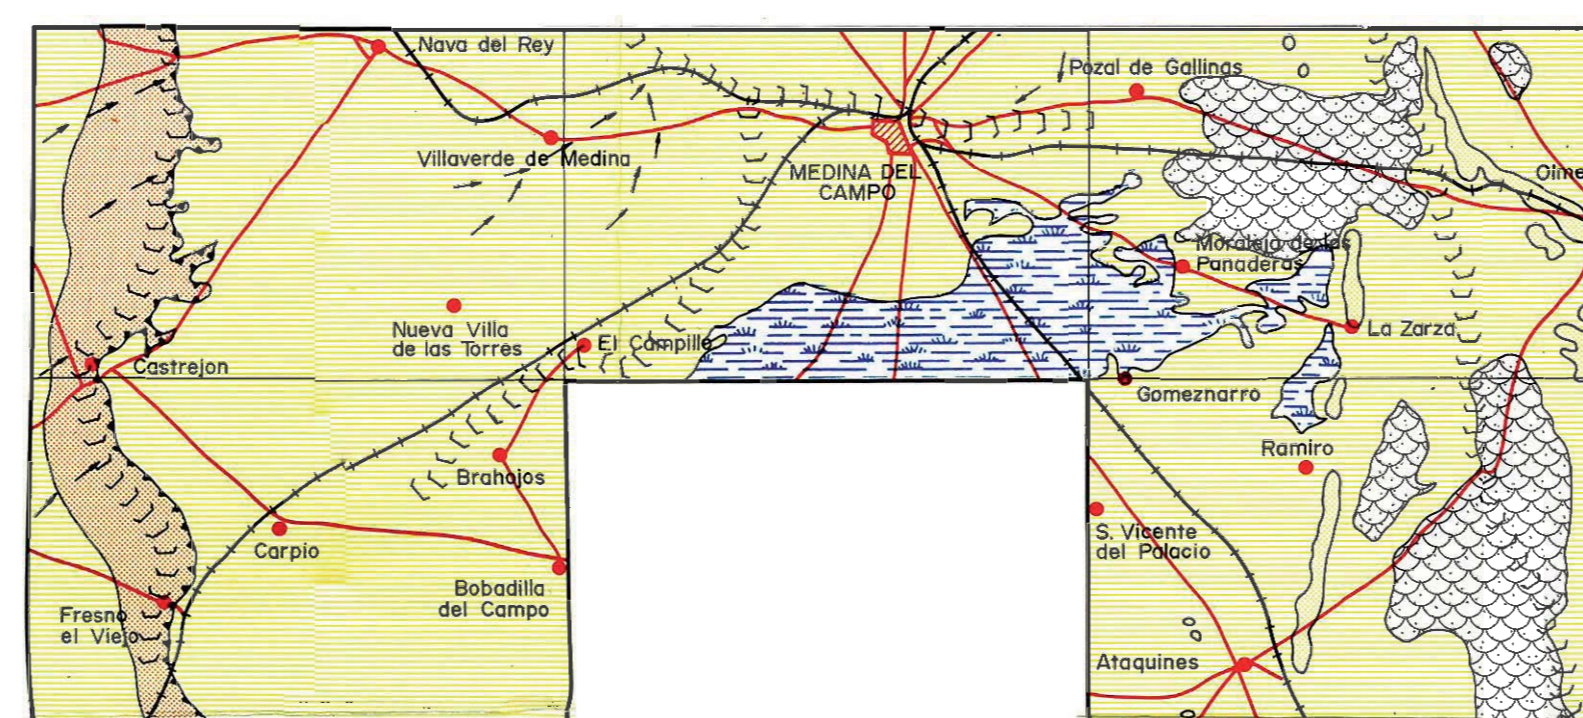 Nava del Rey
Pozal de Gallinas
Villaverde de Medina
MEDINA DEL
CAMPO
Olme
Moraleja de las
Panaderas
Nueva Villa
de las Torres
El Campillo
La Zarza
Castrejon
Gomeznarro
Ramiro
Brahojos
Carpio
S. Vicente
del Palacio
Bobadilla
del Campo
Fresno
el Viejo
Ataquines